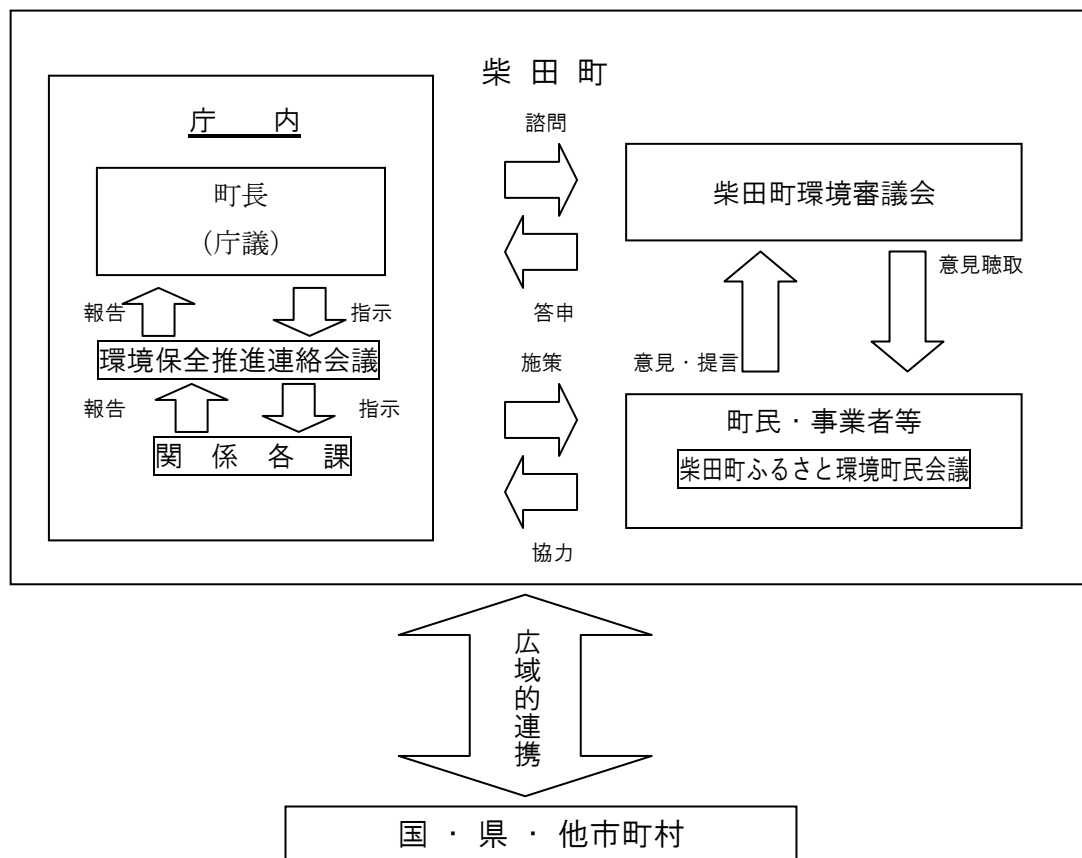 柴 田 町
庁 内
町長
（庁議）
報告
指示
環境保全推進連絡会議
報告
指示
関 係 各 課
諮問
答申
施策
協力
柴田町環境審議会
意見・提言
意見聴取
町民・事業者等
柴田町ふるさと環境町民会議
広域的連携
国 ・ 県 ・ 他市町村